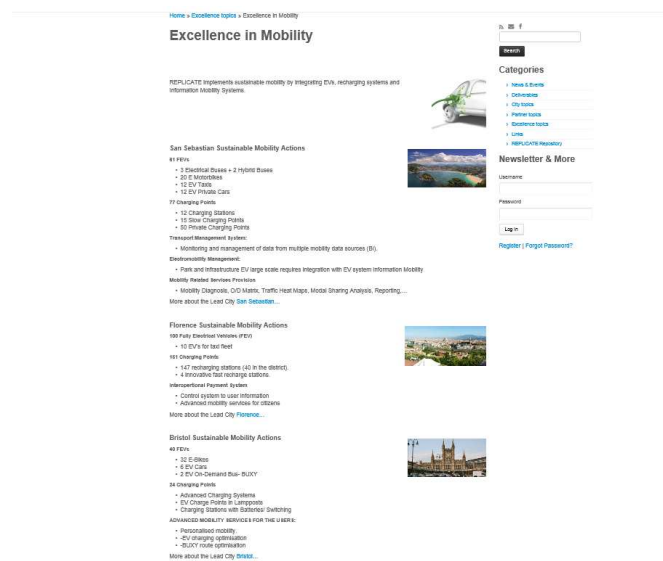 Home » Excellence topics » Excellence in Mobility
Excellence in Mobility
REPLICATE implements sustainable mobility by integrating EVs, recharging systems and
Information Mobility Systems.
San Sebastian Sustainable Mobility Actions
61 FEVs
• 3 Electrical Buses + 2 Hybrid Buses
• 20 E Motorbikes
• 12 EV Taxis
• 12 EV Private Cars
77 Charging Points
• 12 Charging Stations
• 15 Slow Charging Points
• 50 Private Charging Points
Transport Management System:
• Monitoring and management of data from multiple mobility data sources (BI).
Electromobility Management:
• Park and Infrastructure EV large scale requires integration with EV system Information Mobility
Mobility Related Services Provision
• Mobility Diagnosis, O/D Matrix, Traffic Heat Maps, Modal Sharing Analysis, Reporting,...
More about the Lead City San Sebastian...
Florence Sustainable Mobility Actions
100 Fully Electrical Vehicles (FEV)
• 10 EV's for taxi fleet
151 Charging Points
• 147 recharging stations (40 in the district).
• 4 innovative fast recharge stations.
Interopertional Payment System
• Control system to user information
• Advanced mobility services for citizens
More about the Lead City Florence...
Bristol Sustainable Mobility Actions
40 FEVs
• 32 E-Bikes
• 6 EV Cars
• 2 EV On-Demand Bus- BUXY
24 Charging Points
• Advanced Charging Systems
• EV Charge Points in Lampposts
• Charging Stations with Batteries/ Switching
ADVANCED MOBILITY SERVICES FOR THE USERS:
• Personalised mobility:
• -EV charging optimisation
• -BUXY route optimisation
More about the Lead City Bristol...
Search
Categories
News & Events
Deliverables
City topics
Partner topics
Excellence topics
Links
REPLICATE Repository
Newsletter & More
Username
Password
Log in
Register | Forgot Password?